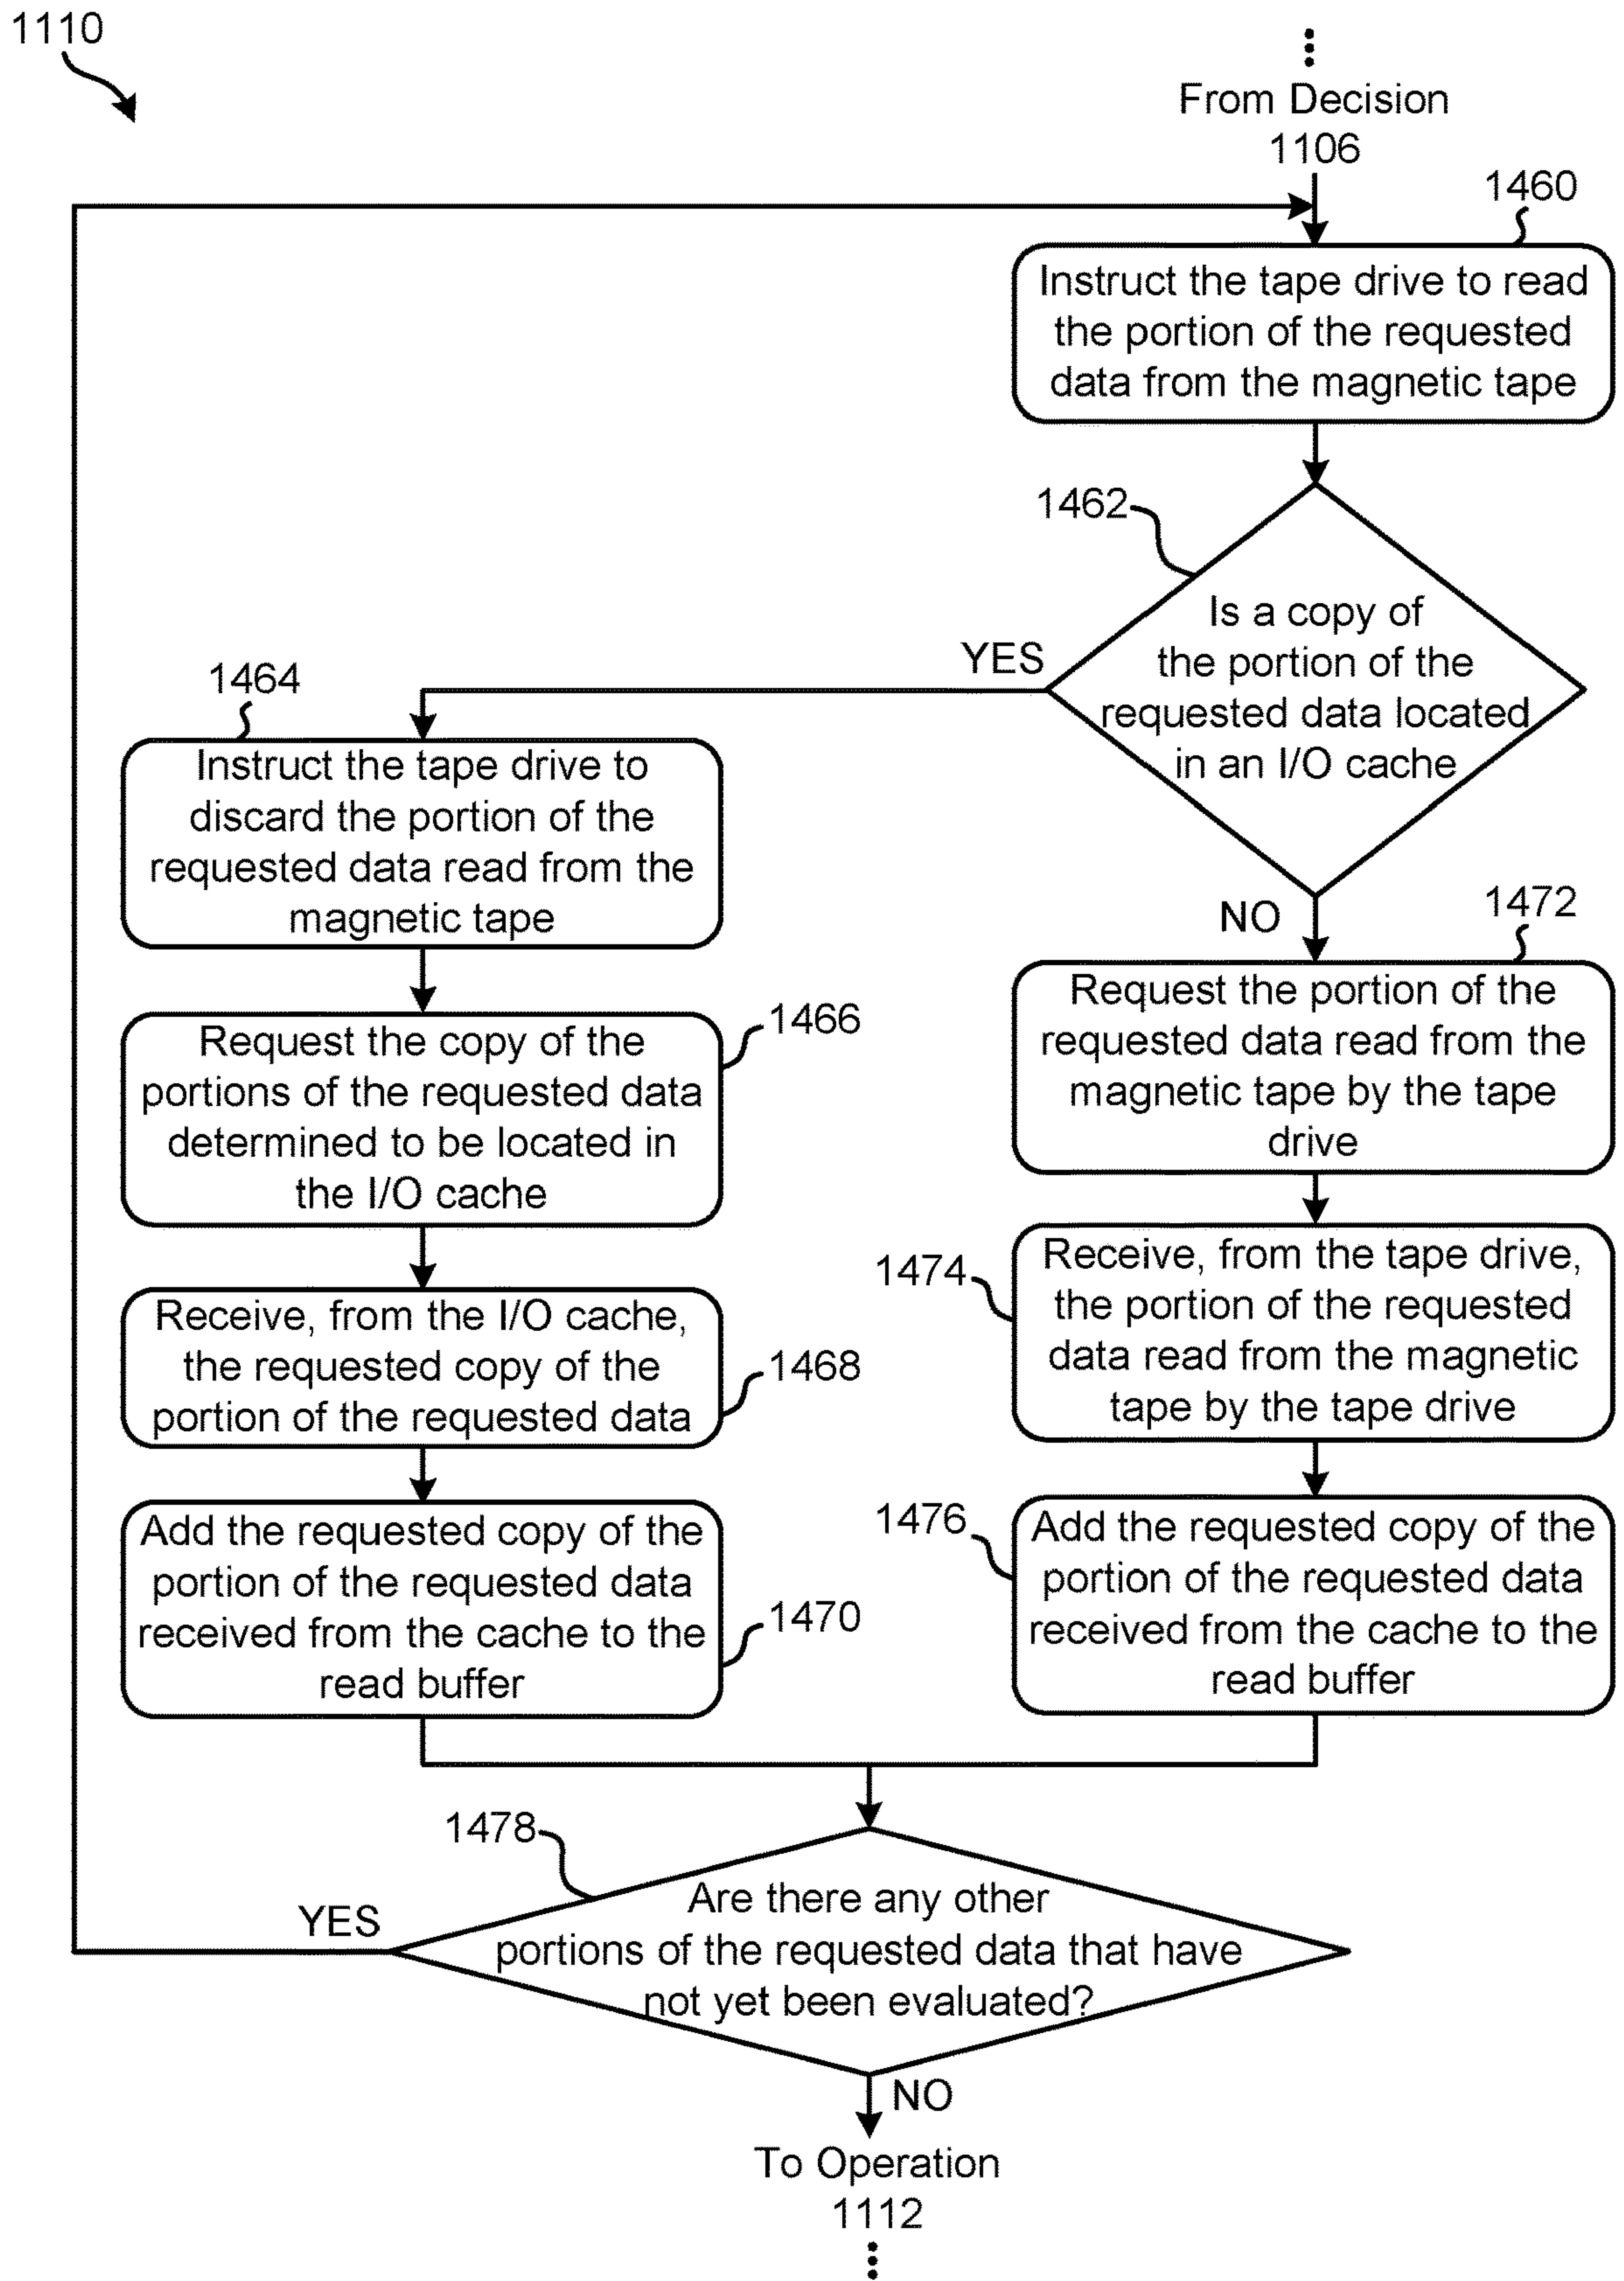 1110
From Decision
1106
1460
Instruct the tape drive to read
the portion of the requested
data from the magnetic tape
1462
Is a copy of
the portion of the
requested data located
in an I/O cache
YES
NO
1464
Instruct the tape drive to
discard the portion of the
requested data read from the
magnetic tape
1466
Request the copy of the
portions of the requested data
determined to be located in
the I/O cache
1468
Receive, from the I/O cache,
the requested copy of the
portion of the requested data
1470
Add the requested copy of the
portion of the requested data
received from the cache to the
read buffer
1472
Request the portion of the
requested data read from the
magnetic tape by the tape
drive
1474
Receive, from the tape drive,
the portion of the requested
data read from the magnetic
tape by the tape drive
1476
Add the requested copy of the
portion of the requested data
received from the cache to the
read buffer
1478
Are there any other
portions of the requested data that have
not yet been evaluated?
YES
NO
To Operation
1112